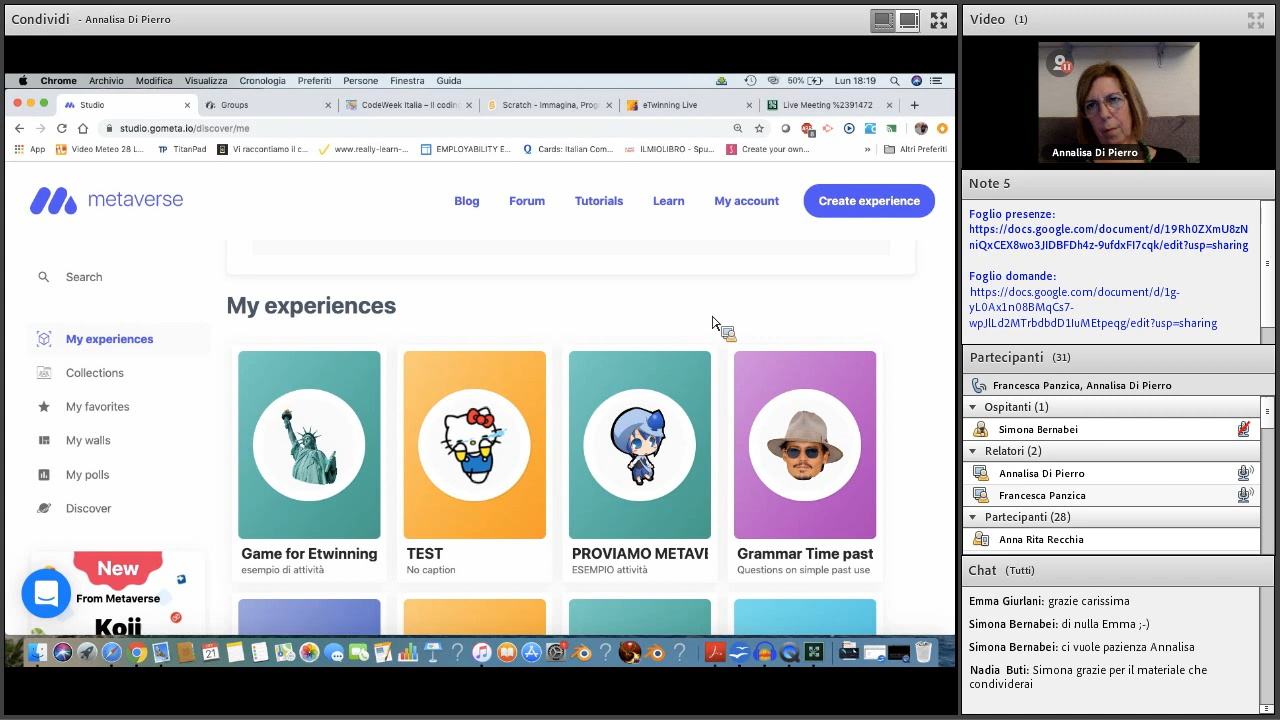 Condividi - Annalisa Di Pierro
Chrome Archivio Modifica Visualizza Cronologia Preferiti Persone Finestra Guida 50% Lun 18:19
Studio Groups CodeWeek Italia – Il codin Scratch - Immagina, Prog eTwinning Live Live Meeting %2391472
studio.gometa.io/discover/me
App Video Meteo 28 L... TitanPad Vi raccontiamo il c... www.really-learn-... EMPLOYABILITY E... Cards: Italian Com... ILMIOLIBRO - Spu... Create your own... » Altri Preferiti
metaverse
Blog Forum Tutorials Learn My account Create experience
Search
My experiences
Collections
My favorites
My walls
My polls
Discover
New
From Metaverse
Koji
My experiences
Game for Etwinning
esempio di attività
TEST
No caption
PROVIAMO METAVE
ESEMPIO attività
Grammar Time past
Questions on simple past use
Video (1)
Annalisa Di Pierro
Note 5
Foglio presenze:
https://docs.google.com/document/d/19Rh0ZXmU8zN
niQxCEX8wo3JIDBFDh4z-9ufdxFI7cqk/edit?usp=sharing
Foglio domande:
https://docs.google.com/document/d/1g-
yL0Ax1n08BMqCs7-
wpJlLd2MTrbdbdD1IuMEtpeqg/edit?usp=sharing
Partecipanti (31)
Francesca Panzica, Annalisa Di Pierro
Ospitanti (1)
Simona Bernabei
Relatori (2)
Annalisa Di Pierro
Francesca Panzica
Partecipanti (28)
Anna Rita Recchia
Chat (Tutti)
Emma Giurlani: grazie carissima
Simona Bernabei: di nulla Emma ;-)
Simona Bernabei: ci vuole pazienza Annalisa
Nadia Buti: Simona grazie per il materiale che
condividerai